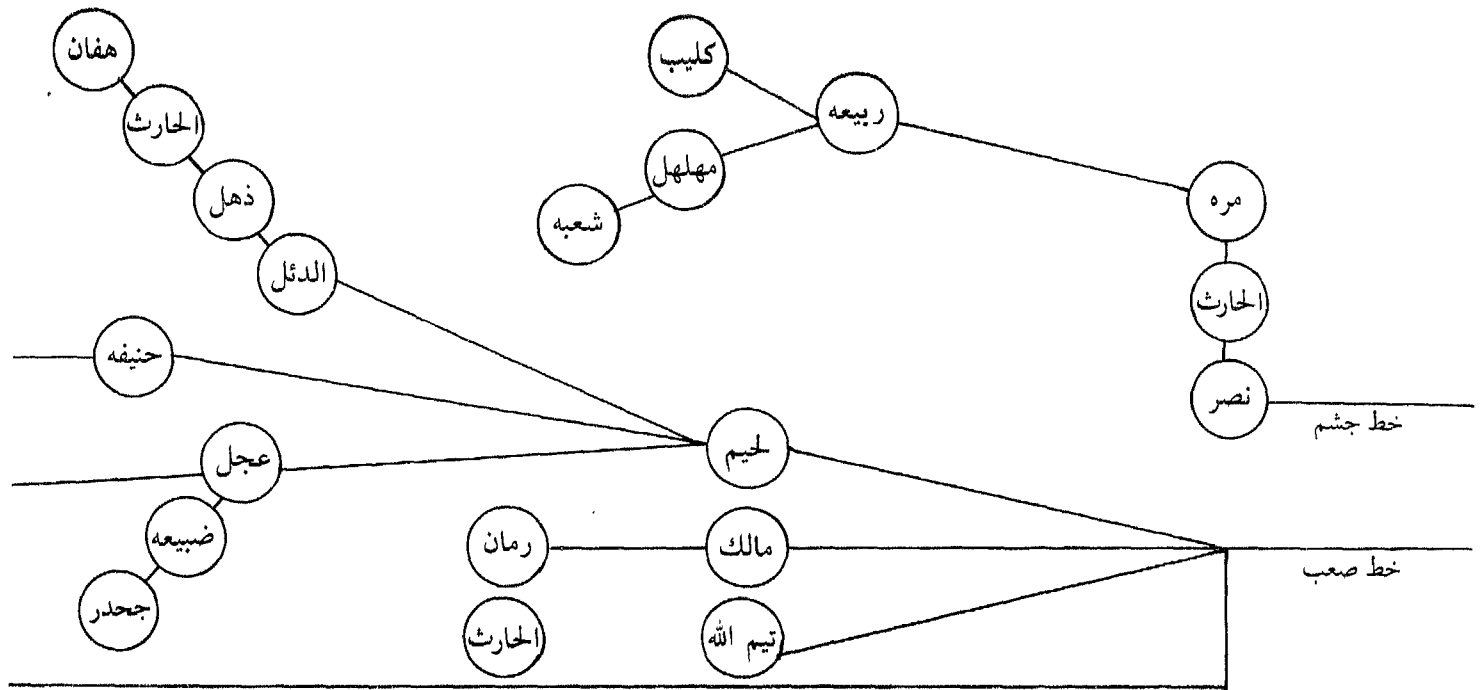 هفان
الحارث
ذهل
الدئل
كليب
ربيعه
مهلهل
شعبه
مره
الحارث
نصر
خط جشم
حنيفه
لخيم
عجل
ضبيعه
جحدر
رمان
مالك
خط صعب
الحارث
تيم الله